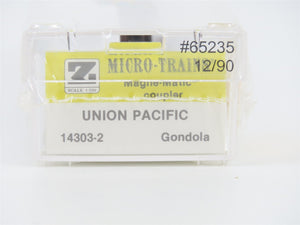 #65235
Z
MICRO-TRAINS
12/90
Magne-Matic
coupler
UNION PACIFIC
14303-2 Gondola